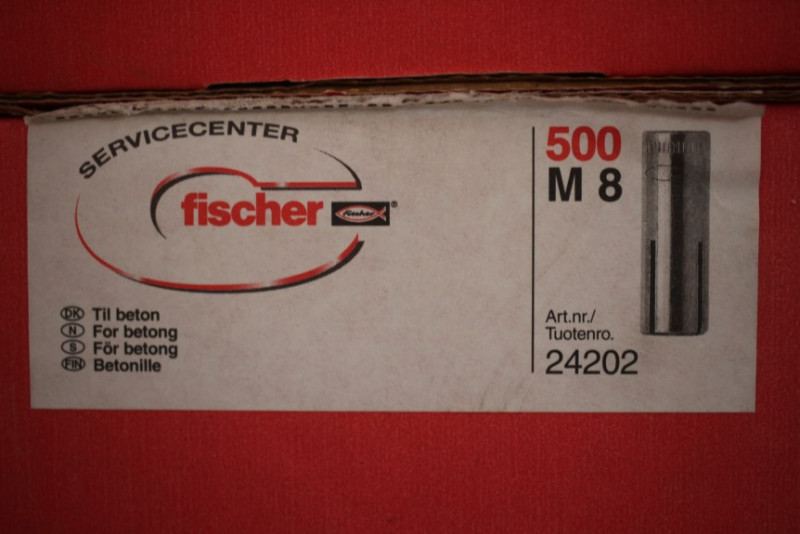 SERVICECENTER
fischer
fischer
®
DK Til beton
N For betong
S För betong
FIN Betonille
500
M 8
Art.nr./
Tuotenro.
24202